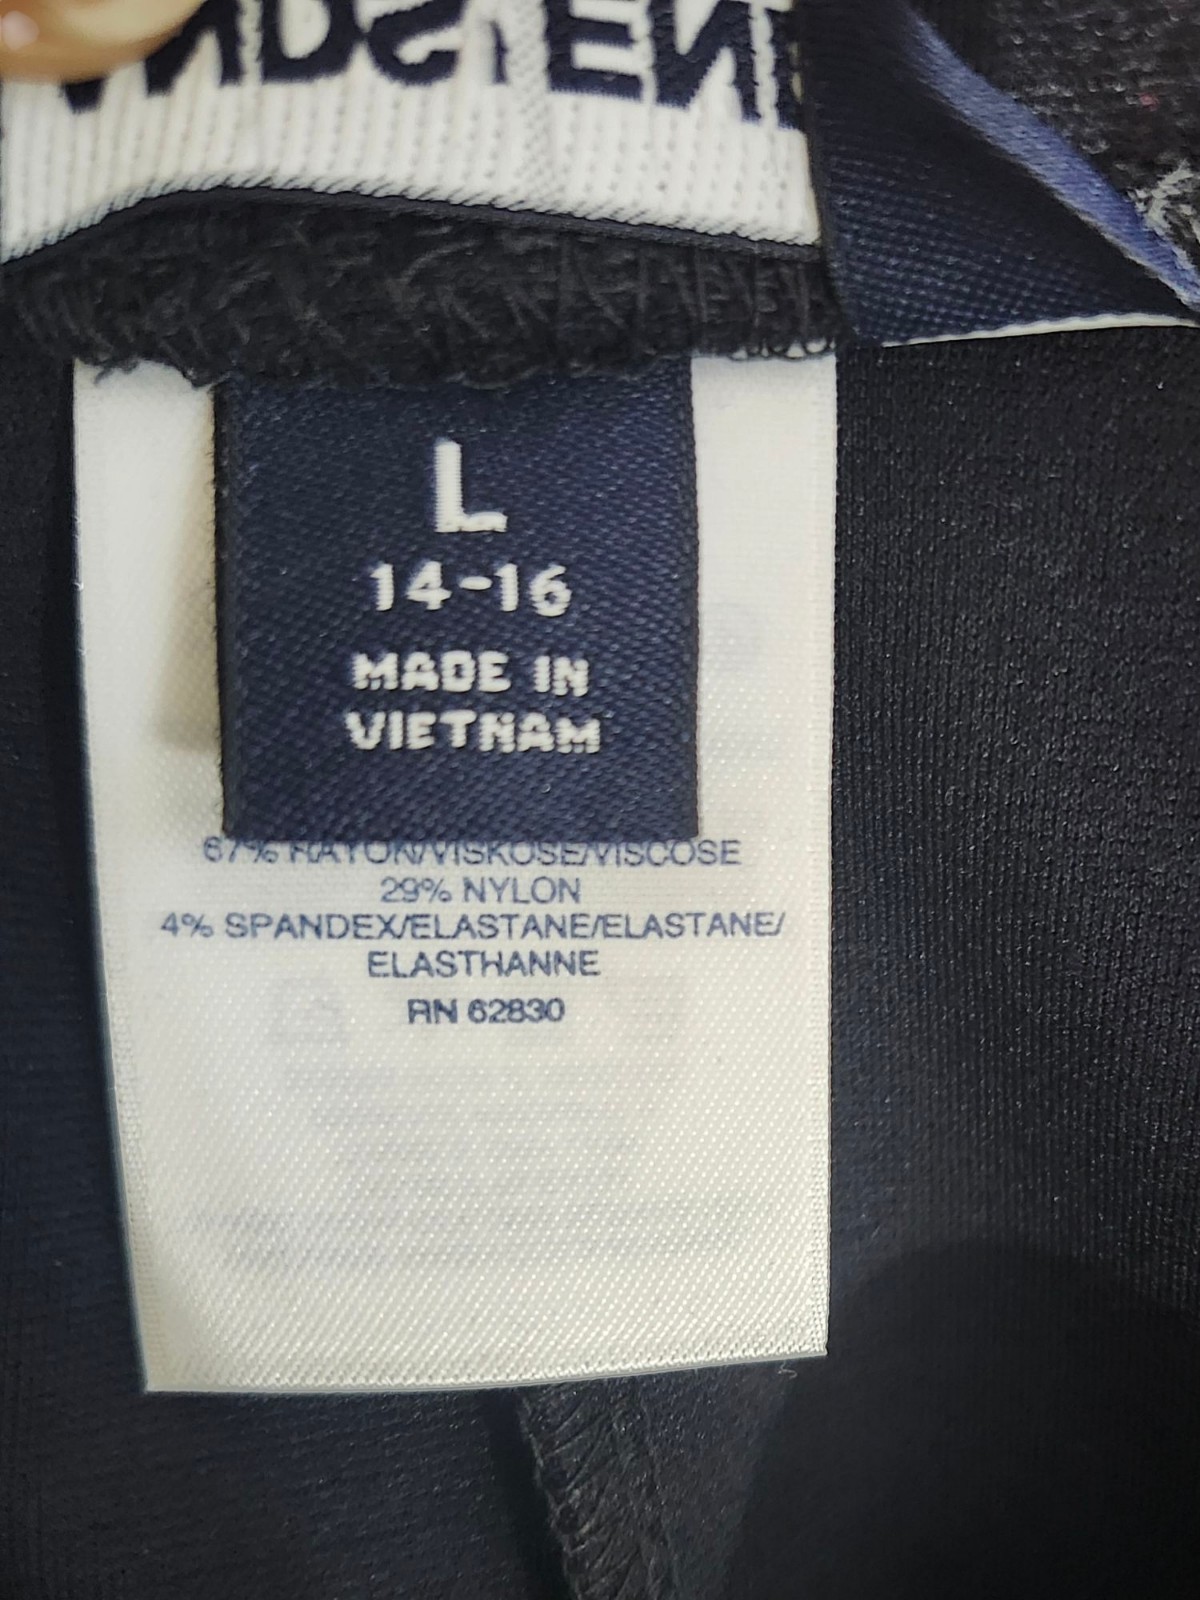 L
14-16
MADE IN
VIETNAM
67% RAYON/VISKOSE/VISCOSE
29% NYLON
4% SPANDEX/ELASTANE/ELASTANE/
ELASTHANNE
RN 62830